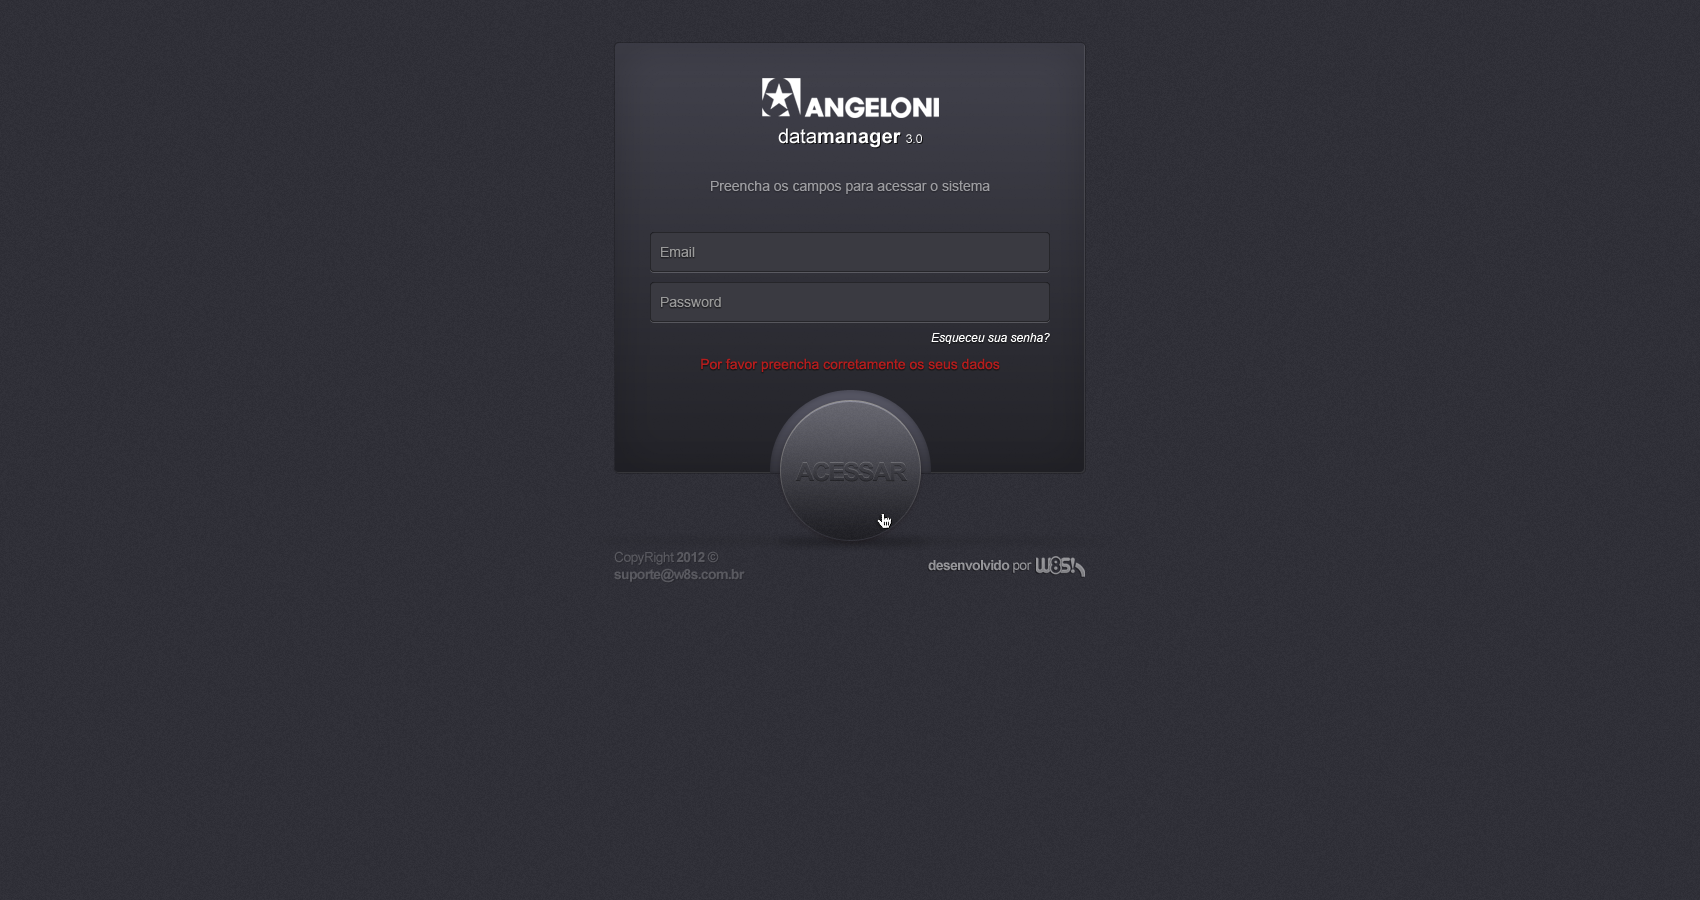 ANGELONI
datamanager 3.0
Preencha os campos para acessar o sistema
Email
Password
Esqueceu sua senha?
Por favor preencha corretamente os seus dados
ACESSAR
CopyRight 2012 ©
suporte@w8s.com.br
desenvolvido por W8S!